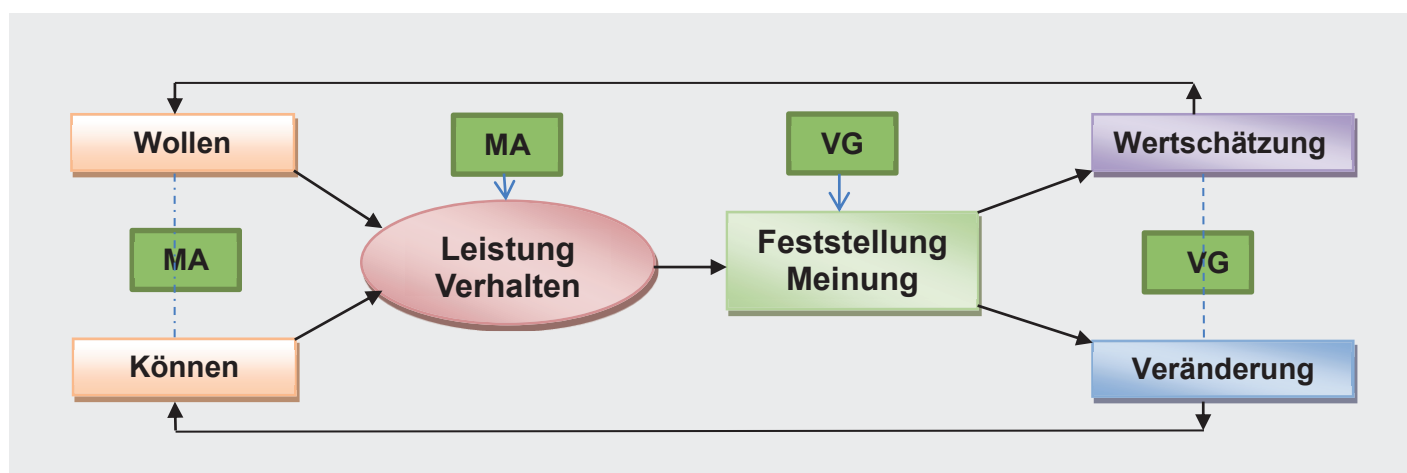 Wollen
MA
VG
Wertschätzung
MA
Leistung
Verhalten
Feststellung
Meinung
VG
Können
Veränderung